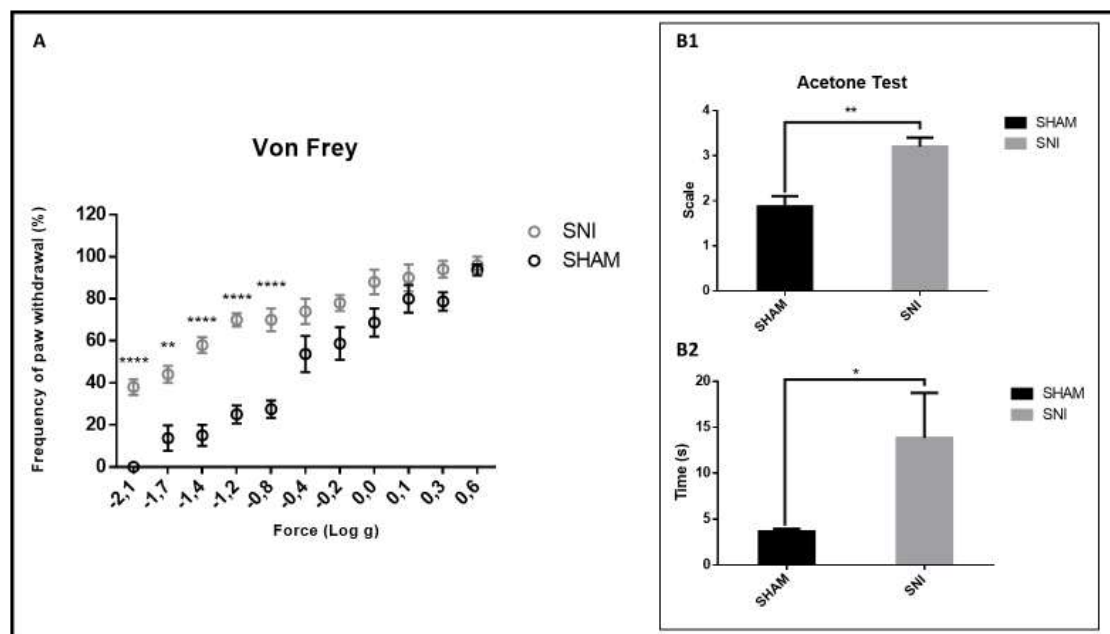 A
Von Frey
Frequency of paw withdrawal (%)
120
100
80
60
40
20
0
****
**
****
****
****
-2,1
-1,7
-1,4
-1,2
-0,8
-0,4
-0,2
0,0
0,1
0,3
0,6
Force (Log g)
SNI
SHAM
B1
Acetone Test
Scale
4
3
2
1
0
**
SHAM
SNI
SHAM
SNI
B2
Time (s)
20
15
10
5
0
*
SHAM
SNI
SHAM
SNI